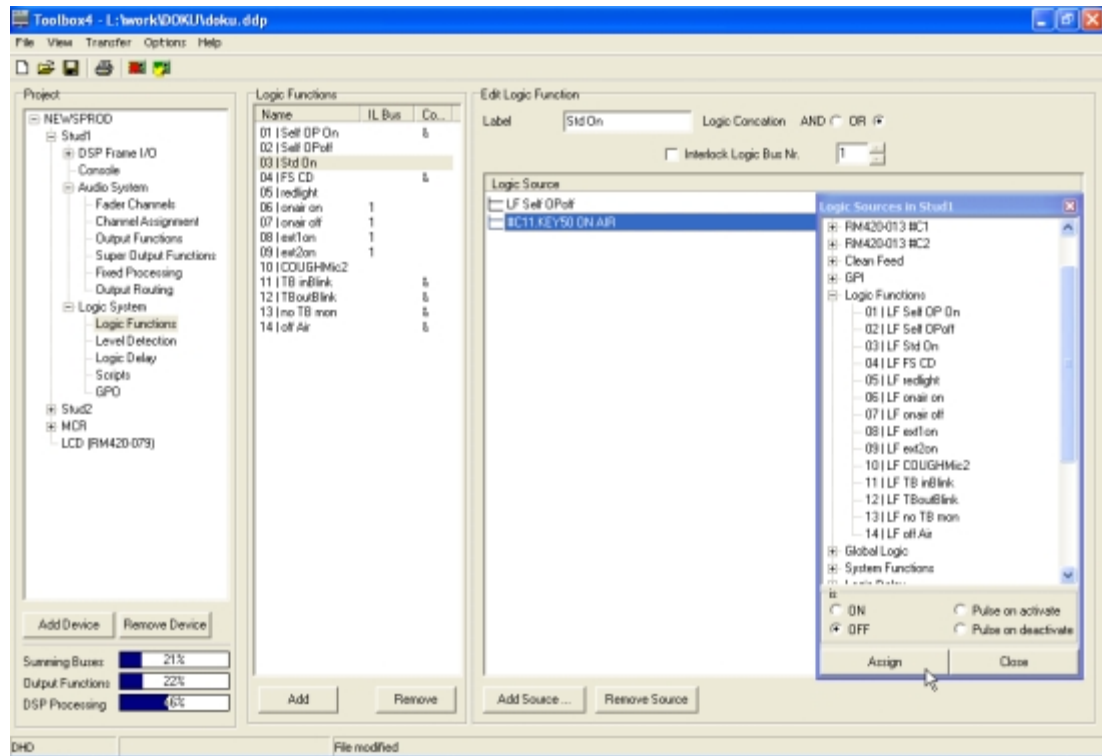 Toolbox4 - L:\work\DOKU\doku.ddp
File View Transfer Options Help
Project
NEWSPROD
Stud1
DSP Frame I/O
Console
Audio System
Fader Channels
Channel Assignment
Output Functions
Super Output Functions
Fixed Processing
Output Routing
Logic System
Logic Functions
Level Detection
Logic Delay
Scripts
GPO
Stud2
MCR
LCD (RM420-079)
Add Device Remove Device
Summing Buses 21%
Output Functions 22%
DSP Processing 6%
Logic Functions
Name IL Bus Co...
01 | Self OP On &
02 | Self OPoff
03 | Std On
04 | FS CD &
05 | redlight
06 | onair on 1
07 | onair off 1
08 | ext1on 1
09 | ext2on 1
10 | COUGHMic2
11 | TB inBlink &
12 | TBoutBlink &
13 | no TB mon &
14 | off Air &
Add Remove
Edit Logic Function
Label Std On Logic Concation AND OR
Interlock Logic Bus Nr. 1
Logic Source
LF Self OPoff
#C11.KEY50 ON AIR
Add Source ... Remove Source
Logic Sources in Stud1
RM420-013 #C1
RM420-013 #C2
Clean Feed
GPI
Logic Functions
01 | LF Self OP On
02 | LF Self OPoff
03 | LF Std On
04 | LF FS CD
05 | LF redlight
06 | LF onair on
07 | LF onair off
08 | LF ext1on
09 | LF ext2on
10 | LF COUGHMic2
11 | LF TB inBlink
12 | LF TBoutBlink
13 | LF no TB mon
14 | LF off Air
Global Logic
System Functions
Logic Delay
is
ON Pulse on activate
OFF Pulse on deactivate
Assign Close
DHD File modified